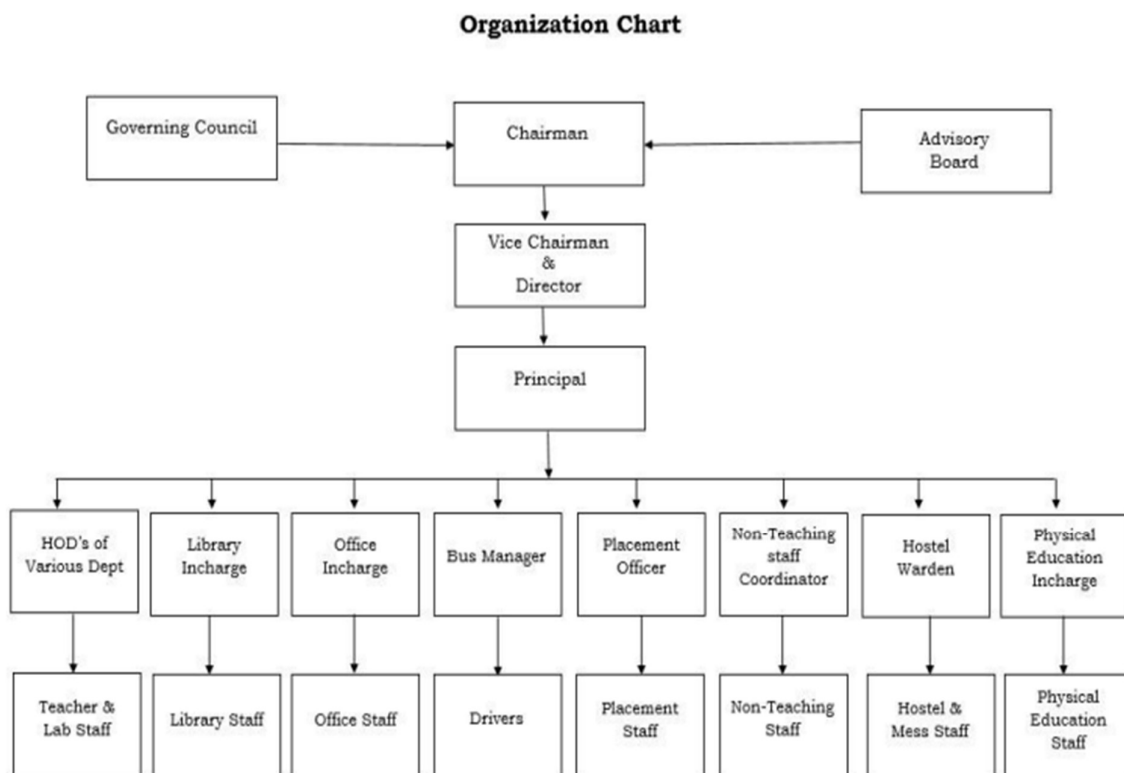 Organization Chart
Governing Council
Chairman
Advisory
Board
Vice Chairman
&
Director
Principal
HOD's of
Various Dept
Library
Incharge
Office
Incharge
Bus Manager
Placement
Officer
Non-Teaching
staff
Coordinator
Hostel
Warden
Physical
Education
Incharge
Teacher &
Lab Staff
Library Staff
Office Staff
Drivers
Placement
Staff
Non-Teaching
Staff
Hostel &
Mess Staff
Physical
Education
Staff